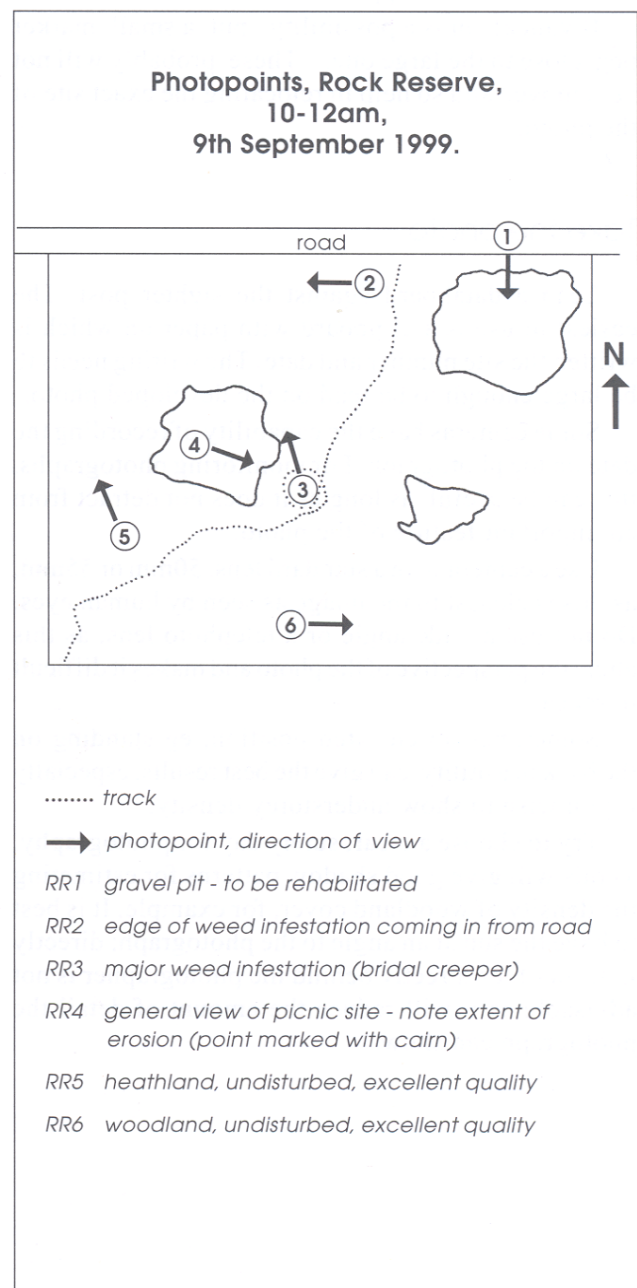 Photopoints, Rock Reserve,
10-12am,
9th September 1999.
road
1
2
N
4
3
5
6
track
photopoint, direction of view
RR1 gravel pit - to be rehabiitated
RR2 edge of weed infestation coming in from road
RR3 major weed infestation (bridal creeper)
RR4 general view of picnic site - note extent of
erosion (point marked with cairn)
RR5 heathland, undisturbed, excellent quality
RR6 woodland, undisturbed, excellent quality